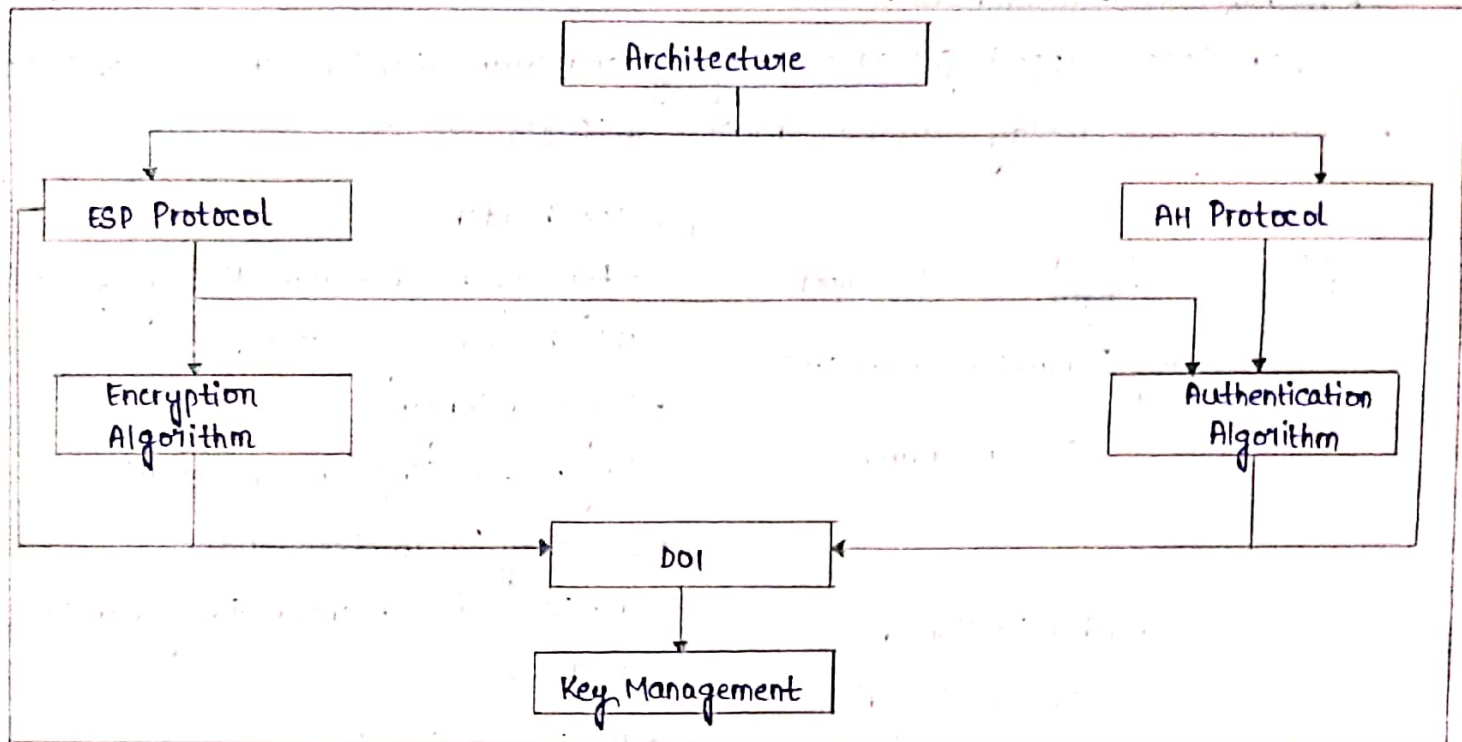 Architecture
ESP Protocol
AH Protocol
Encryption
Algorithm
Authentication
Algorithm
DOI
Key Management